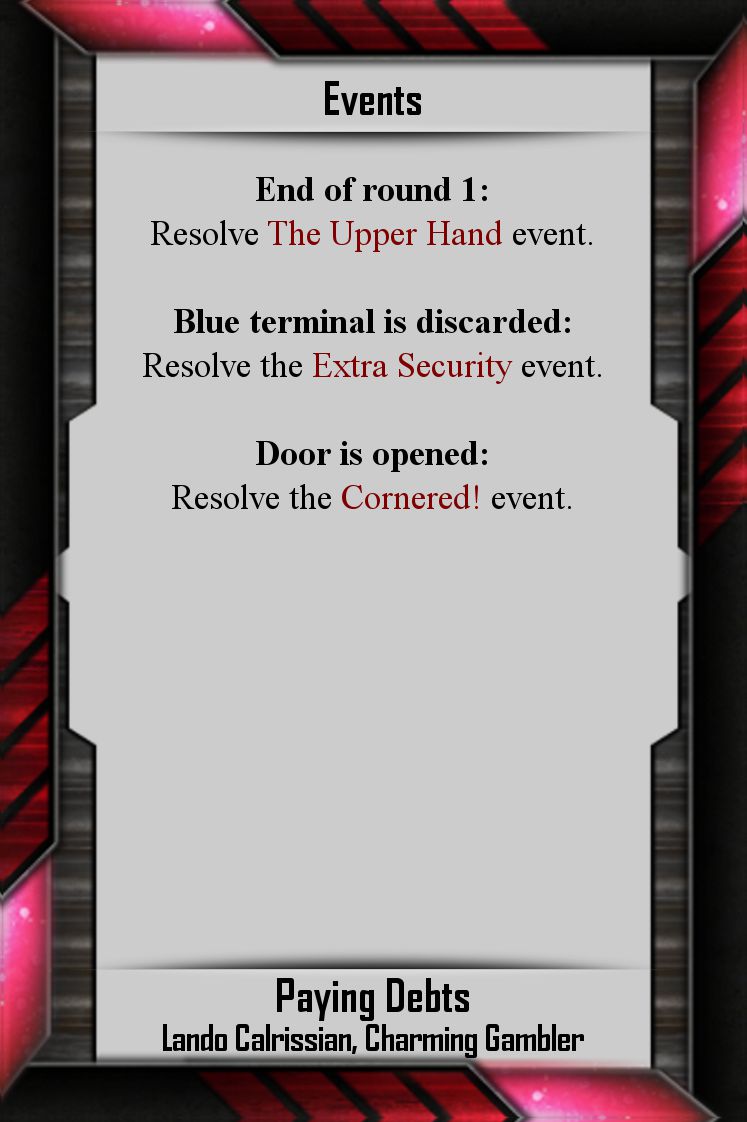 Events
End of round 1:
Resolve The Upper Hand event.
Blue terminal is discarded:
Resolve the Extra Security event.
Door is opened:
Resolve the Cornered! event.
Paying Debts
Lando Calrissian, Charming Gambler